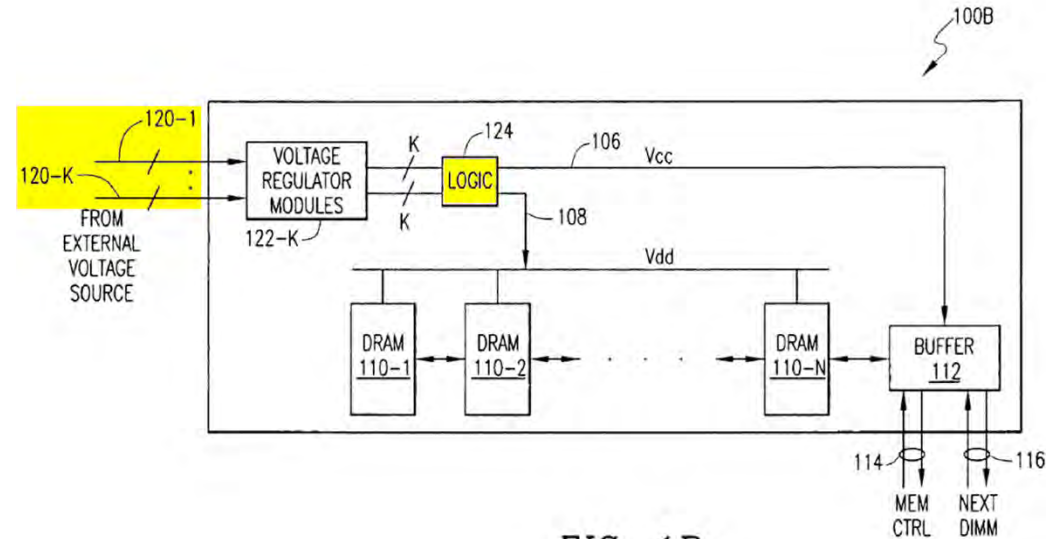 100B
120-1
120-K
FROM
EXTERNAL
VOLTAGE
SOURCE
VOLTAGE
REGULATOR
MODULES
122-K
K
K
124
LOGIC
106
Vcc
108
Vdd
DRAM
110-1
DRAM
110-2
DRAM
110-N
BUFFER
112
114
116
MEM
CTRL
NEXT
DIMM